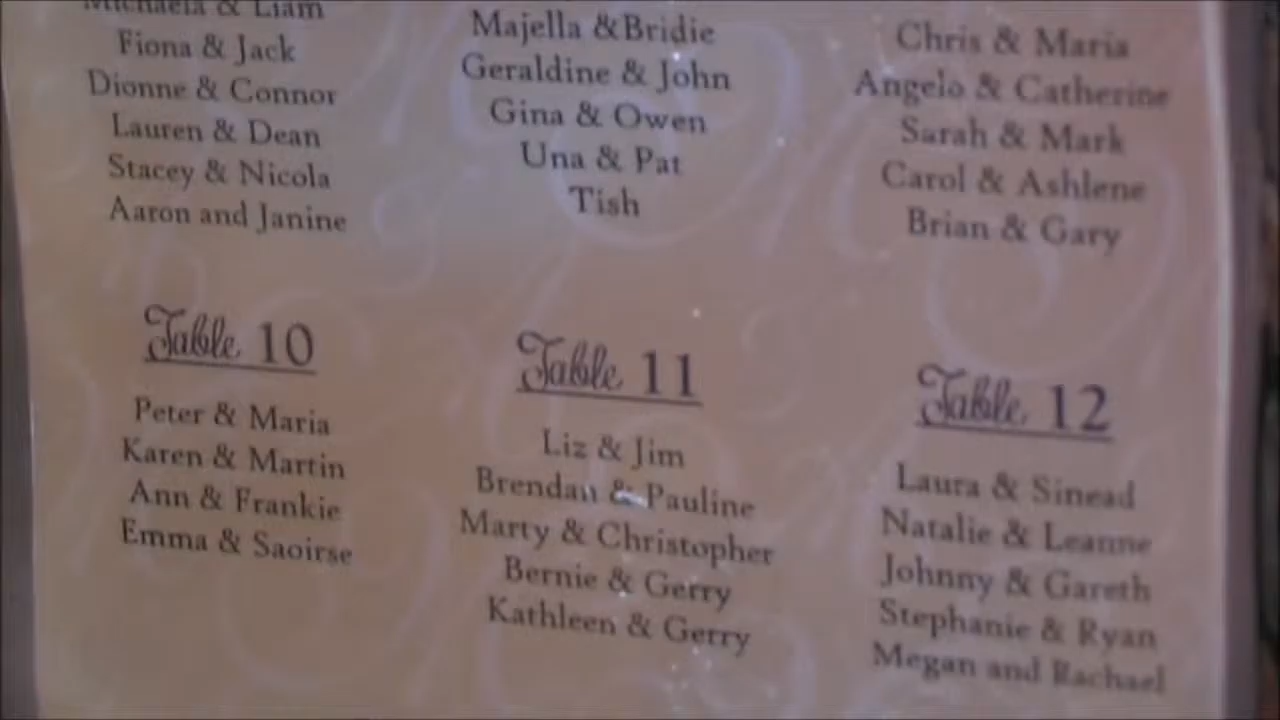 Michaela & Liam
Fiona & Jack
Dionne & Connor
Lauren & Dean
Stacey & Nicola
Aaron and Janine
Majella &Bridie
Geraldine & John
Gina & Owen
Una & Pat
Tish
Chris & Maria
Angelo & Catherine
Sarah & Mark
Carol & Ashlene
Brian & Gary
Table 10
Peter & Maria
Karen & Martin
Ann & Frankie
Emma & Saoirse
Table 11
Liz & Jim
Brendan & Pauline
Marty & Christopher
Bernie & Gerry
Kathleen & Gerry
Table 12
Laura & Sinead
Natalie & Leanne
Johnny & Gareth
Stephanie & Ryan
Megan and Rachael